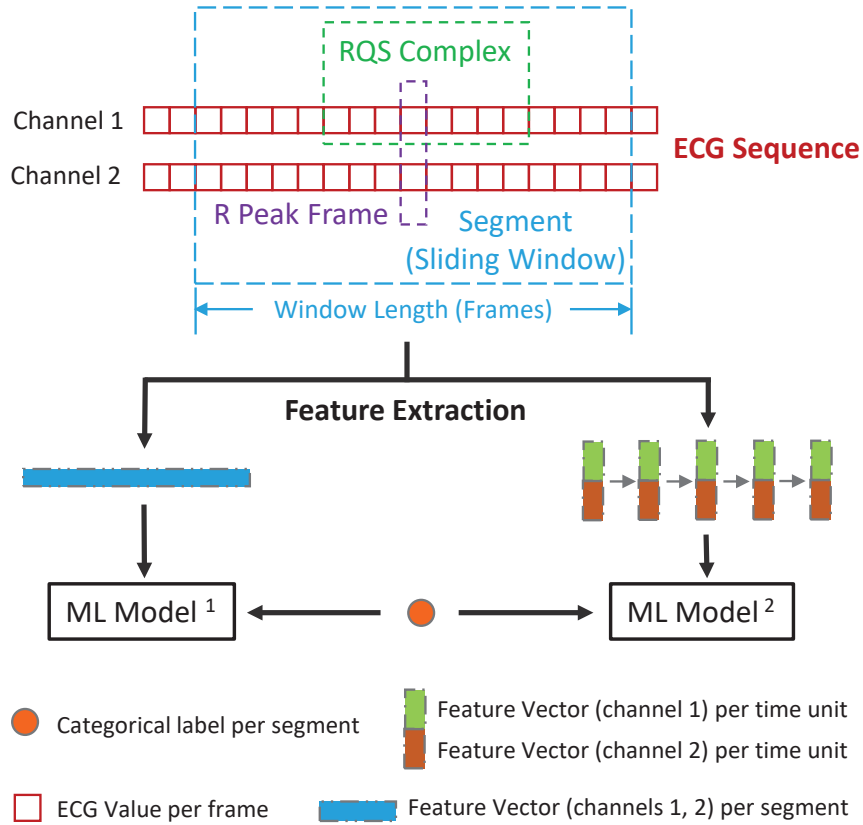 RQS Complex
Channel 1
ECG Sequence
Channel 2
R Peak Frame
Segment
(Sliding Window)
Window Length (Frames)
Feature Extraction
ML Model 1
ML Model 2
Categorical label per segment
Feature Vector (channel 1) per time unit
Feature Vector (channel 2) per time unit
ECG Value per frame
Feature Vector (channels 1, 2) per segment